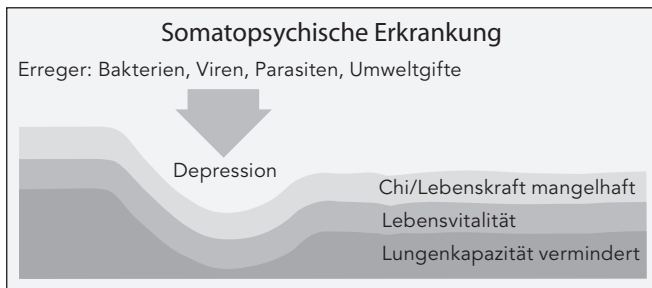 Somatopsychische Erkrankung
Erreger: Bakterien, Viren, Parasiten, Umweltgifte
Depression
Chi/Lebenskraft mangelhaft
Lebensvitalität
Lungenkapazität vermindert